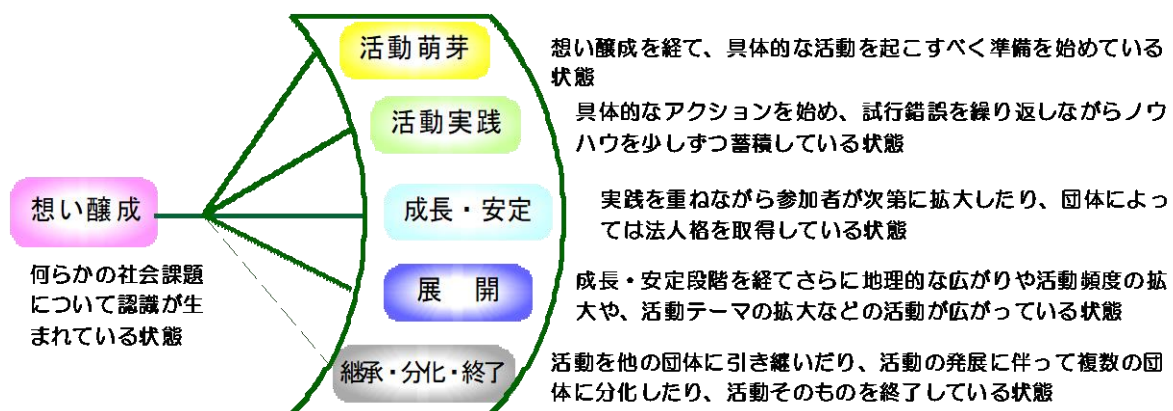 活動萌芽
想い醸成を経て、具体的な活動を起こすべく準備を始めている
状態
活動実践
具体的なアクションを始め、試行錯誤を繰り返しながらノウ
ハウを少しずつ蓄積している状態
想い醸成
何らかの社会課題
について認識が生
まれている状態
成長・安定
実践を重ねながら参加者が次第に拡大したり、団体によっ
ては法人格を取得している状態
展 開
成長・安定段階を経てさらに地理的な広がりや活動頻度の拡
大や、活動テーマの拡大などの活動が広がっている状態
継承・分化・終了
活動を他の団体に引き継いだり、活動の発展に伴って複数の団
体に分化したり、活動そのものを終了している状態